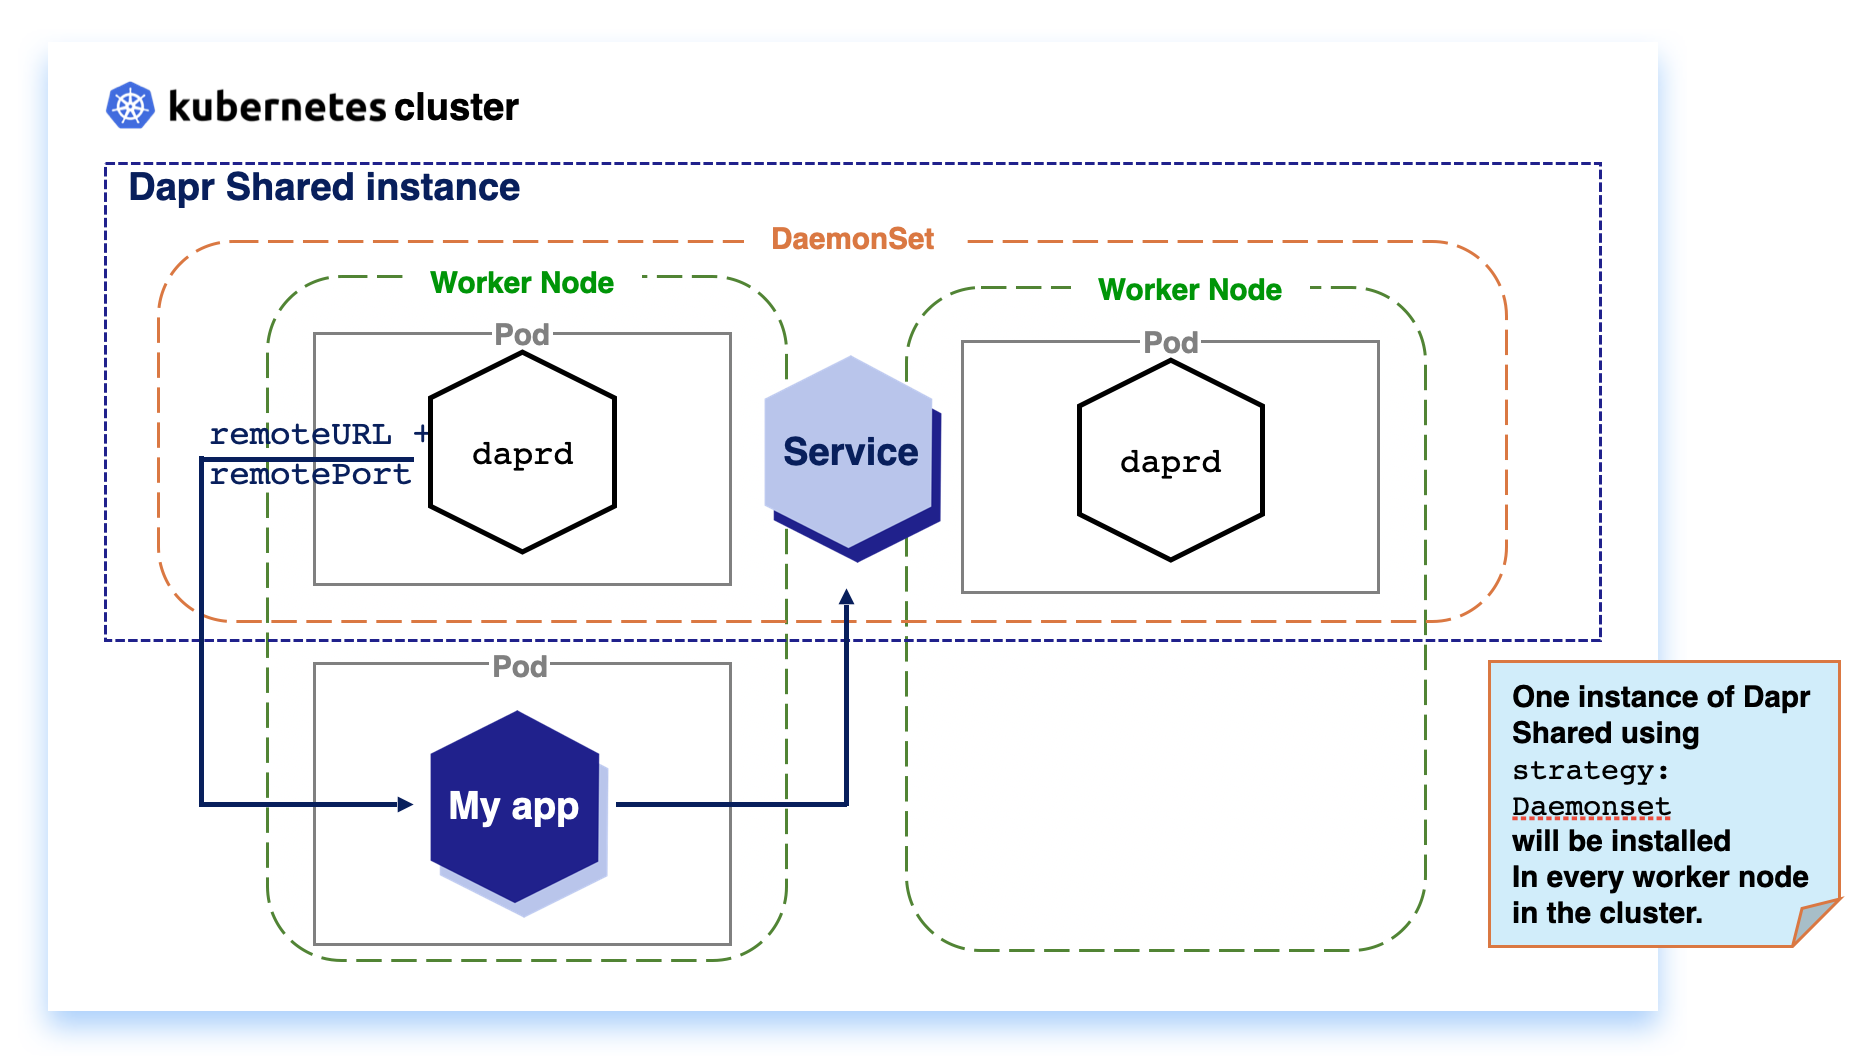 kubernetes cluster
Dapr Shared instance
DaemonSet
Worker Node
Worker Node
Pod
Pod
remoteURL +
remotePort
daprd
Service
daprd
Pod
My app
One instance of Dapr
Shared using
strategy:
Daemonset
will be installed
In every worker node
in the cluster.